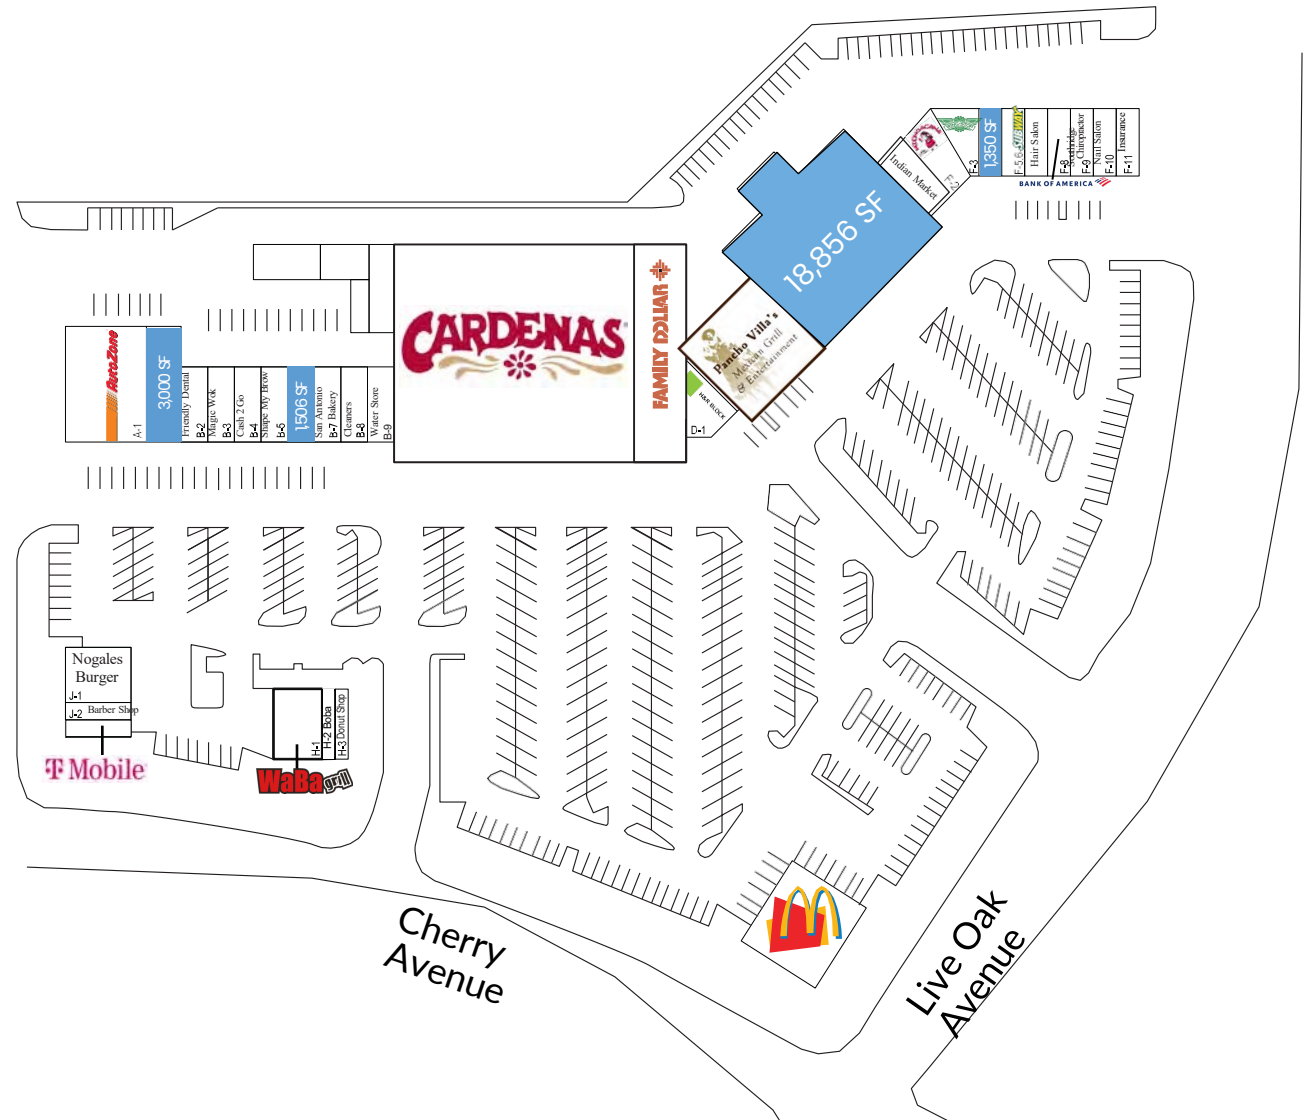 18,856 SF
Indian Market
F-2
F-3
1,350 SF
F-5,6
SUBWAY
Hair Salon
F-8
Southridge
Chiropractor
F-9
Nail Salon
F-10
Insurance
F-11
BANK OF AMERICA
AutoZone
A-1
3,000 SF
Friendly Dental
B-2
Magic Wok
B-3
Cash 2 Go
B-4
Shape My Brow
B-5
1,506 SF
San Antonio
Bakery
B-7
Cleaners
B-8
Water Store
B-9
CARDENAS
FAMILY DOLLAR
Pancho Villa's
Mexican Grill
& Entertainment
H&R BLOCK
D-1
Nogales
Burger
J-1
J-2 Barber Shop
T Mobile
H-1
H-2 Boba
H-3 Donut Shop
WaBa grill
Cherry
Avenue
Live Oak
Avenue